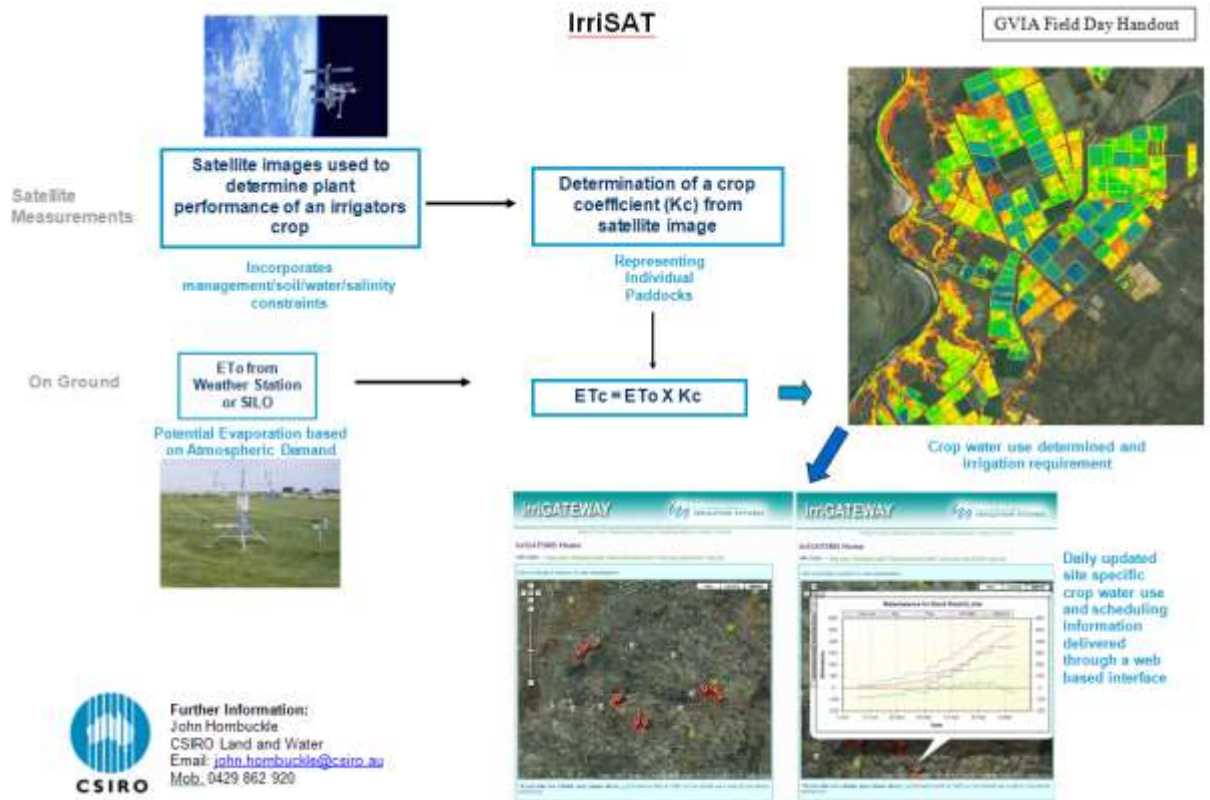 IrriSAT
GVIA Field Day Handout
Satellite
Measurements
Satellite images used to
determine plant
performance of an irrigators
crop
Incorporates
management/soil/water/salinity
constraints
Determination of a crop
coefficient (Kc) from
satellite image
Representing
Individual
Paddocks
On Ground
ETo from
Weather Station
or SILO
Potential Evaporation based
on Atmospheric Demand
ETc = ETo X Kc
Crop water use determined and
irrigation requirement
IrriGATEWAY
IRRIGATION FUTURES
IrriGATEWAY
IRRIGATION FUTURES
Daily updated
site specific
crop water use
and scheduling
information
delivered
through a web
based interface
CSIRO
Further Information:
John Hornbuckle
CSIRO Land and Water
Email: john.hornbuckle@csiro.au
Mob. 0429 862 920